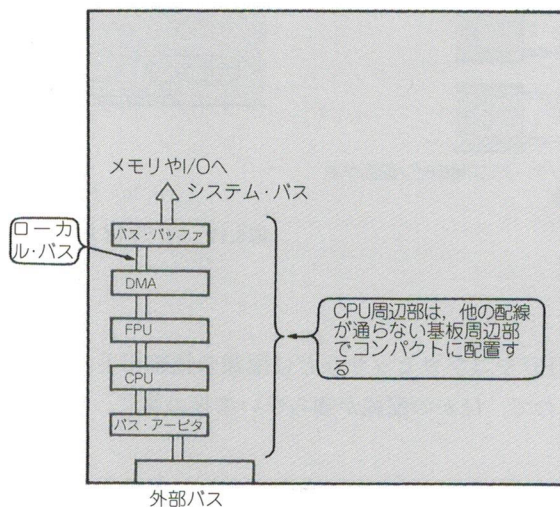 メモリやI/Oへ
システム・バス
バス・バッファ
ローカ
ル・バス
DMA
FPU
CPU
バス・アービタ
CPU周辺部は，他の配線
が通らない基板周辺部
でコンパクトに配置す
る
外部バス